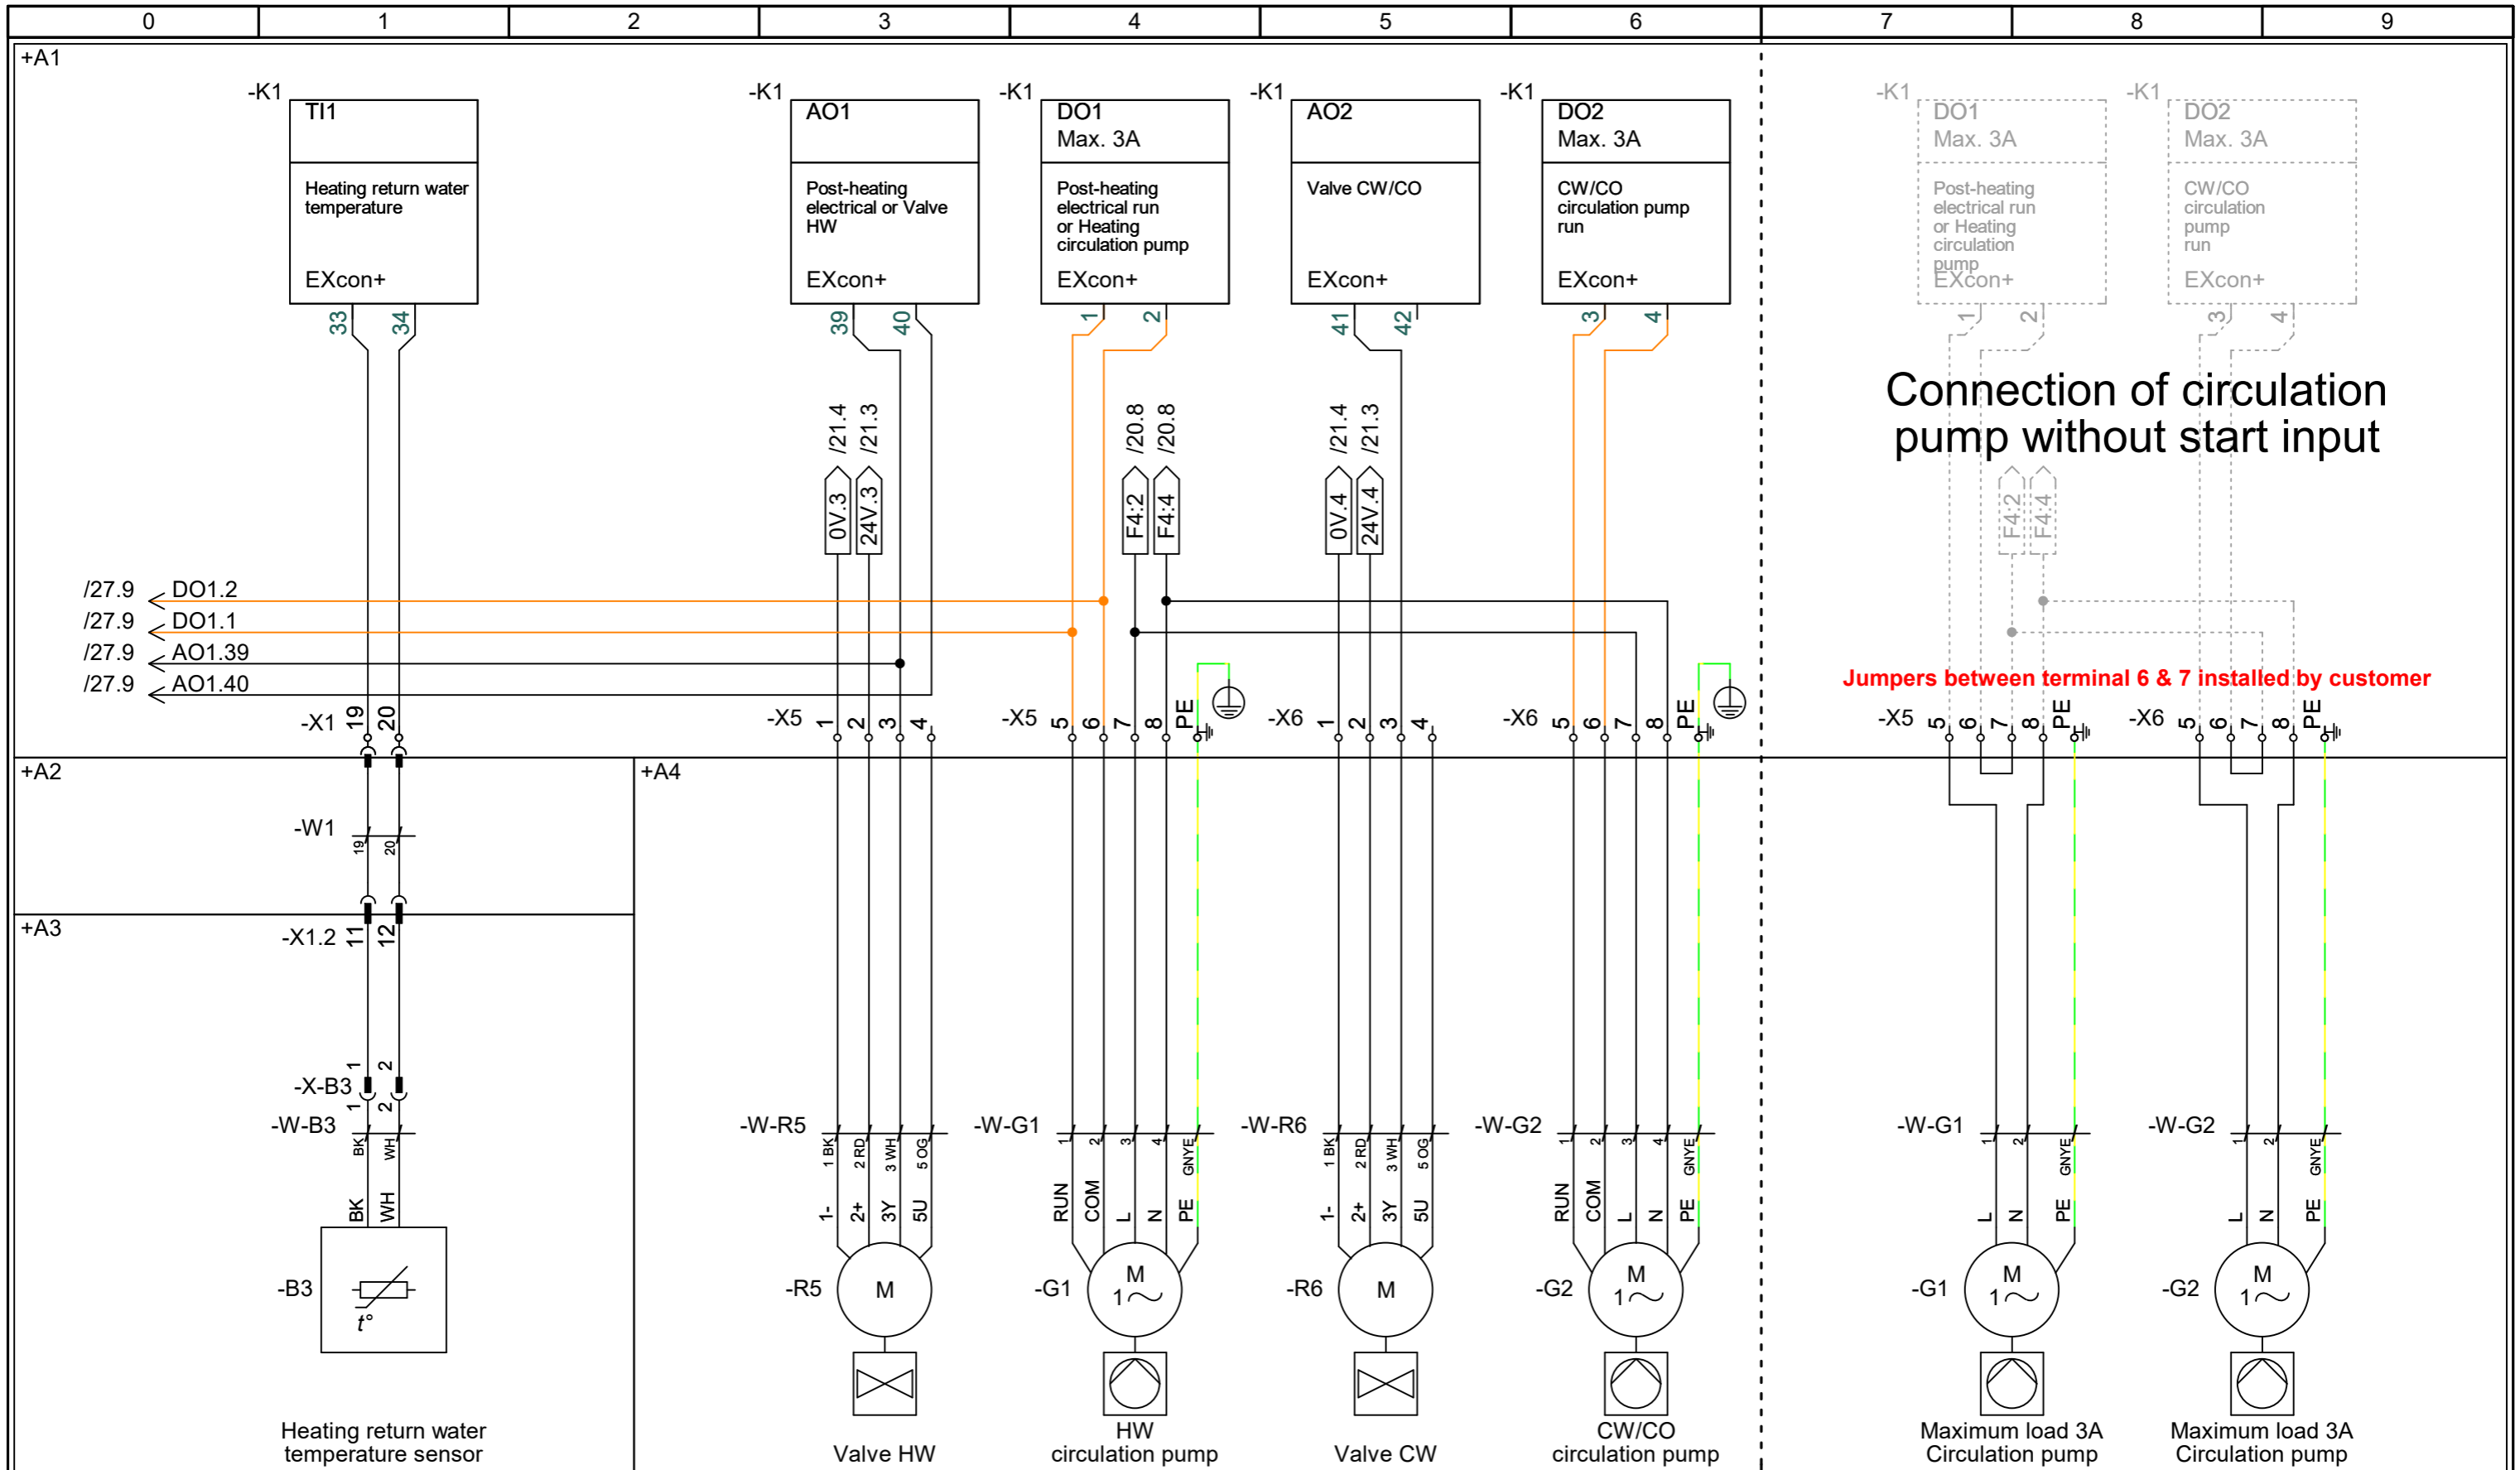 0 1 2 3 4 5 6 7 8 9
+A1
-K1
TI1
Heating return water
temperature
EXcon+
33 34
-K1
AO1
Post-heating
electrical or Valve
HW
EXcon+
39 40
-K1
DO1
Max. 3A
Post-heating
electrical run
or Heating
circulation pump
EXcon+
1 2
-K1
AO2
Valve CW/CO
EXcon+
41 42
-K1
DO2
Max. 3A
CW/CO
circulation pump
run
EXcon+
3 4
-K1
DO1
Max. 3A
Post-heating
electrical run
or Heating
circulation
pump
EXcon+
1 2
-K1
DO2
Max. 3A
CW/CO
circulation
pump
run
EXcon+
3 4
Connection of circulation
pump without start input
/21.4 /21.3 /20.8 /20.8 /21.4 /21.3
0V.3 24V.3 F4:2 F4:4 0V.4 24V.4 F4:2 F4:4
/27.9 DO1.2
/27.9 DO1.1
/27.9 AO1.39
/27.9 AO1.40
Jumpers between terminal 6 & 7 installed by customer
-X1 19 20
-X5 1 2 3 4
-X5 5 6 7 8 PE
-X6 1 2 3 4
-X6 5 6 7 8 PE
-X5 5 6 7 8 PE
-X6 5 6 7 8 PE
+A2
+A4
-W1
19 20
+A3
-X1.2 11 12
1 2
-X-B3
1 2
-W-B3
BK WH
BK WH
-B3
t°
Heating return water
temperature sensor
-W-R5
1 BK 2 RD 3 WH 5 OG
1- 2+ 3Y 5U
-R5
M
Valve HW
-W-G1
1 2 3 4 GNYE
RUN COM L N PE
-G1
M
1
HW
circulation pump
-W-R6
1 BK 2 RD 3 WH 5 OG
1- 2+ 3Y 5U
-R6
M
Valve CW
-W-G2
1 2 3 4 GNYE
RUN COM L N PE
-G2
M
1
CW/CO
circulation pump
-W-G1
1 2 GNYE
L N PE
-G1
M
1
Maximum load 3A
Circulation pump
-W-G2
1 2 GNYE
L N PE
-G2
M
1
Maximum load 3A
Circulation pump